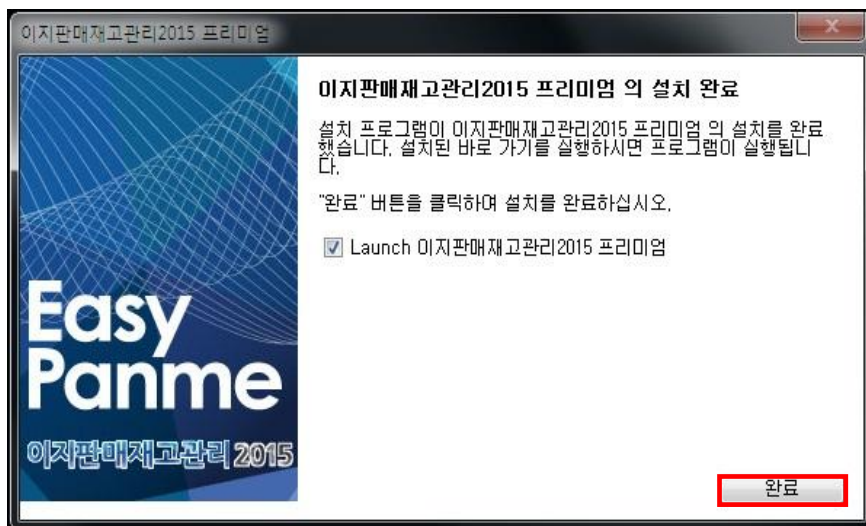 이지판매재고관리2015 프리미엄
이지판매재고관리2015 프리미엄 의 설치 완료
설치 프로그램이 이지판매재고관리2015 프리미엄 의 설치를 완료
했습니다. 설치된 바로 가기를 실행하시면 프로그램이 실행됩니
다.
"완료" 버튼을 클릭하여 설치를 완료하십시오.
Launch 이지판매재고관리2015 프리미엄
Easy
Panme
이지판매재고관리 2015
완료